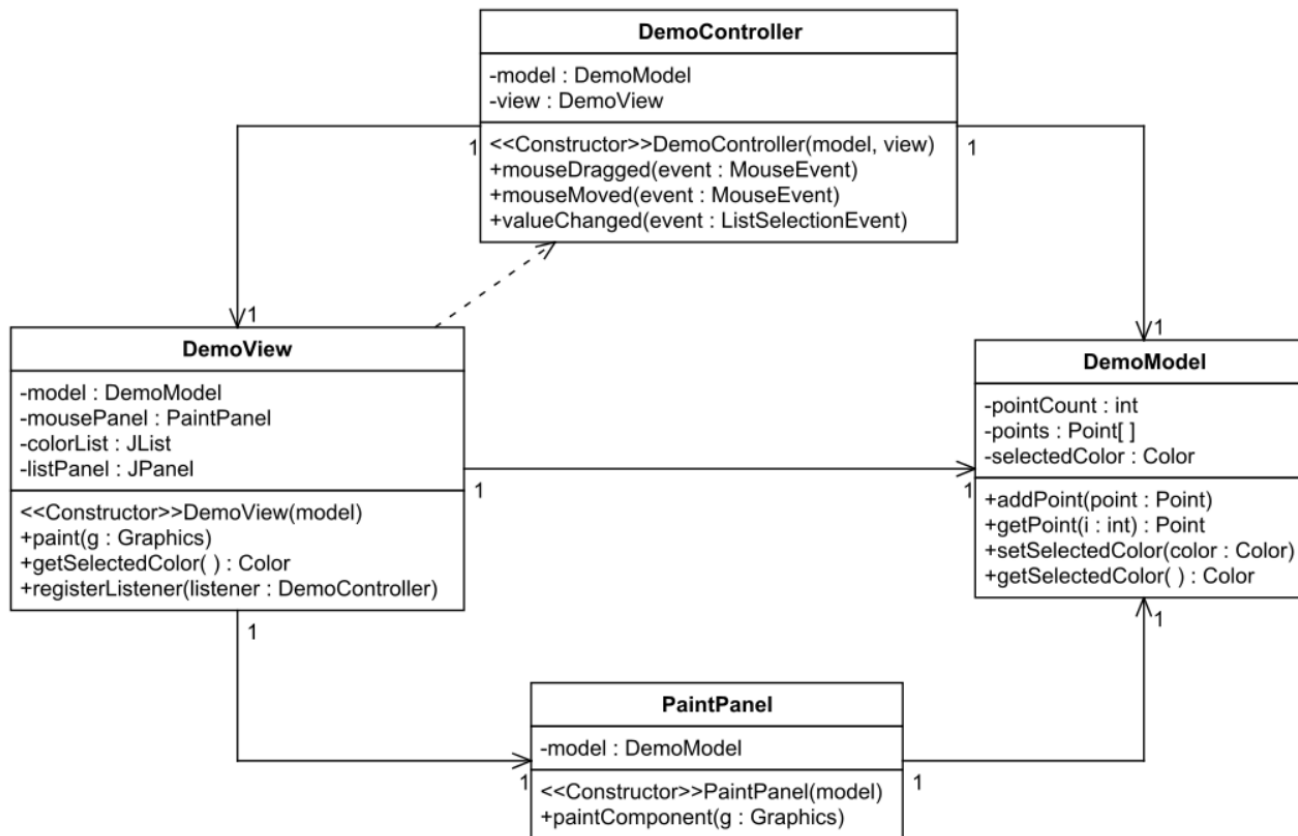 DemoController
-model : DemoModel
-view : DemoView
<<Constructor>>DemoController(model, view)
+mouseDragged(event : MouseEvent)
+mouseMoved(event : MouseEvent)
+valueChanged(event : ListSelectionEvent)
1
1
1
1
DemoView
-model : DemoModel
-mousePanel : PaintPanel
-colorList : JList
-listPanel : JPanel
<<Constructor>>DemoView(model)
+paint(g : Graphics)
+getSelectedColor( ) : Color
+registerListener(listener : DemoController)
1
1
DemoModel
-pointCount : int
-points : Point[ ]
-selectedColor : Color
+addPoint(point : Point)
+getPoint(i : int) : Point
+setSelectedColor(color : Color)
+getSelectedColor( ) : Color
1
1
PaintPanel
-model : DemoModel
<<Constructor>>PaintPanel(model)
+paintComponent(g : Graphics)
1
1